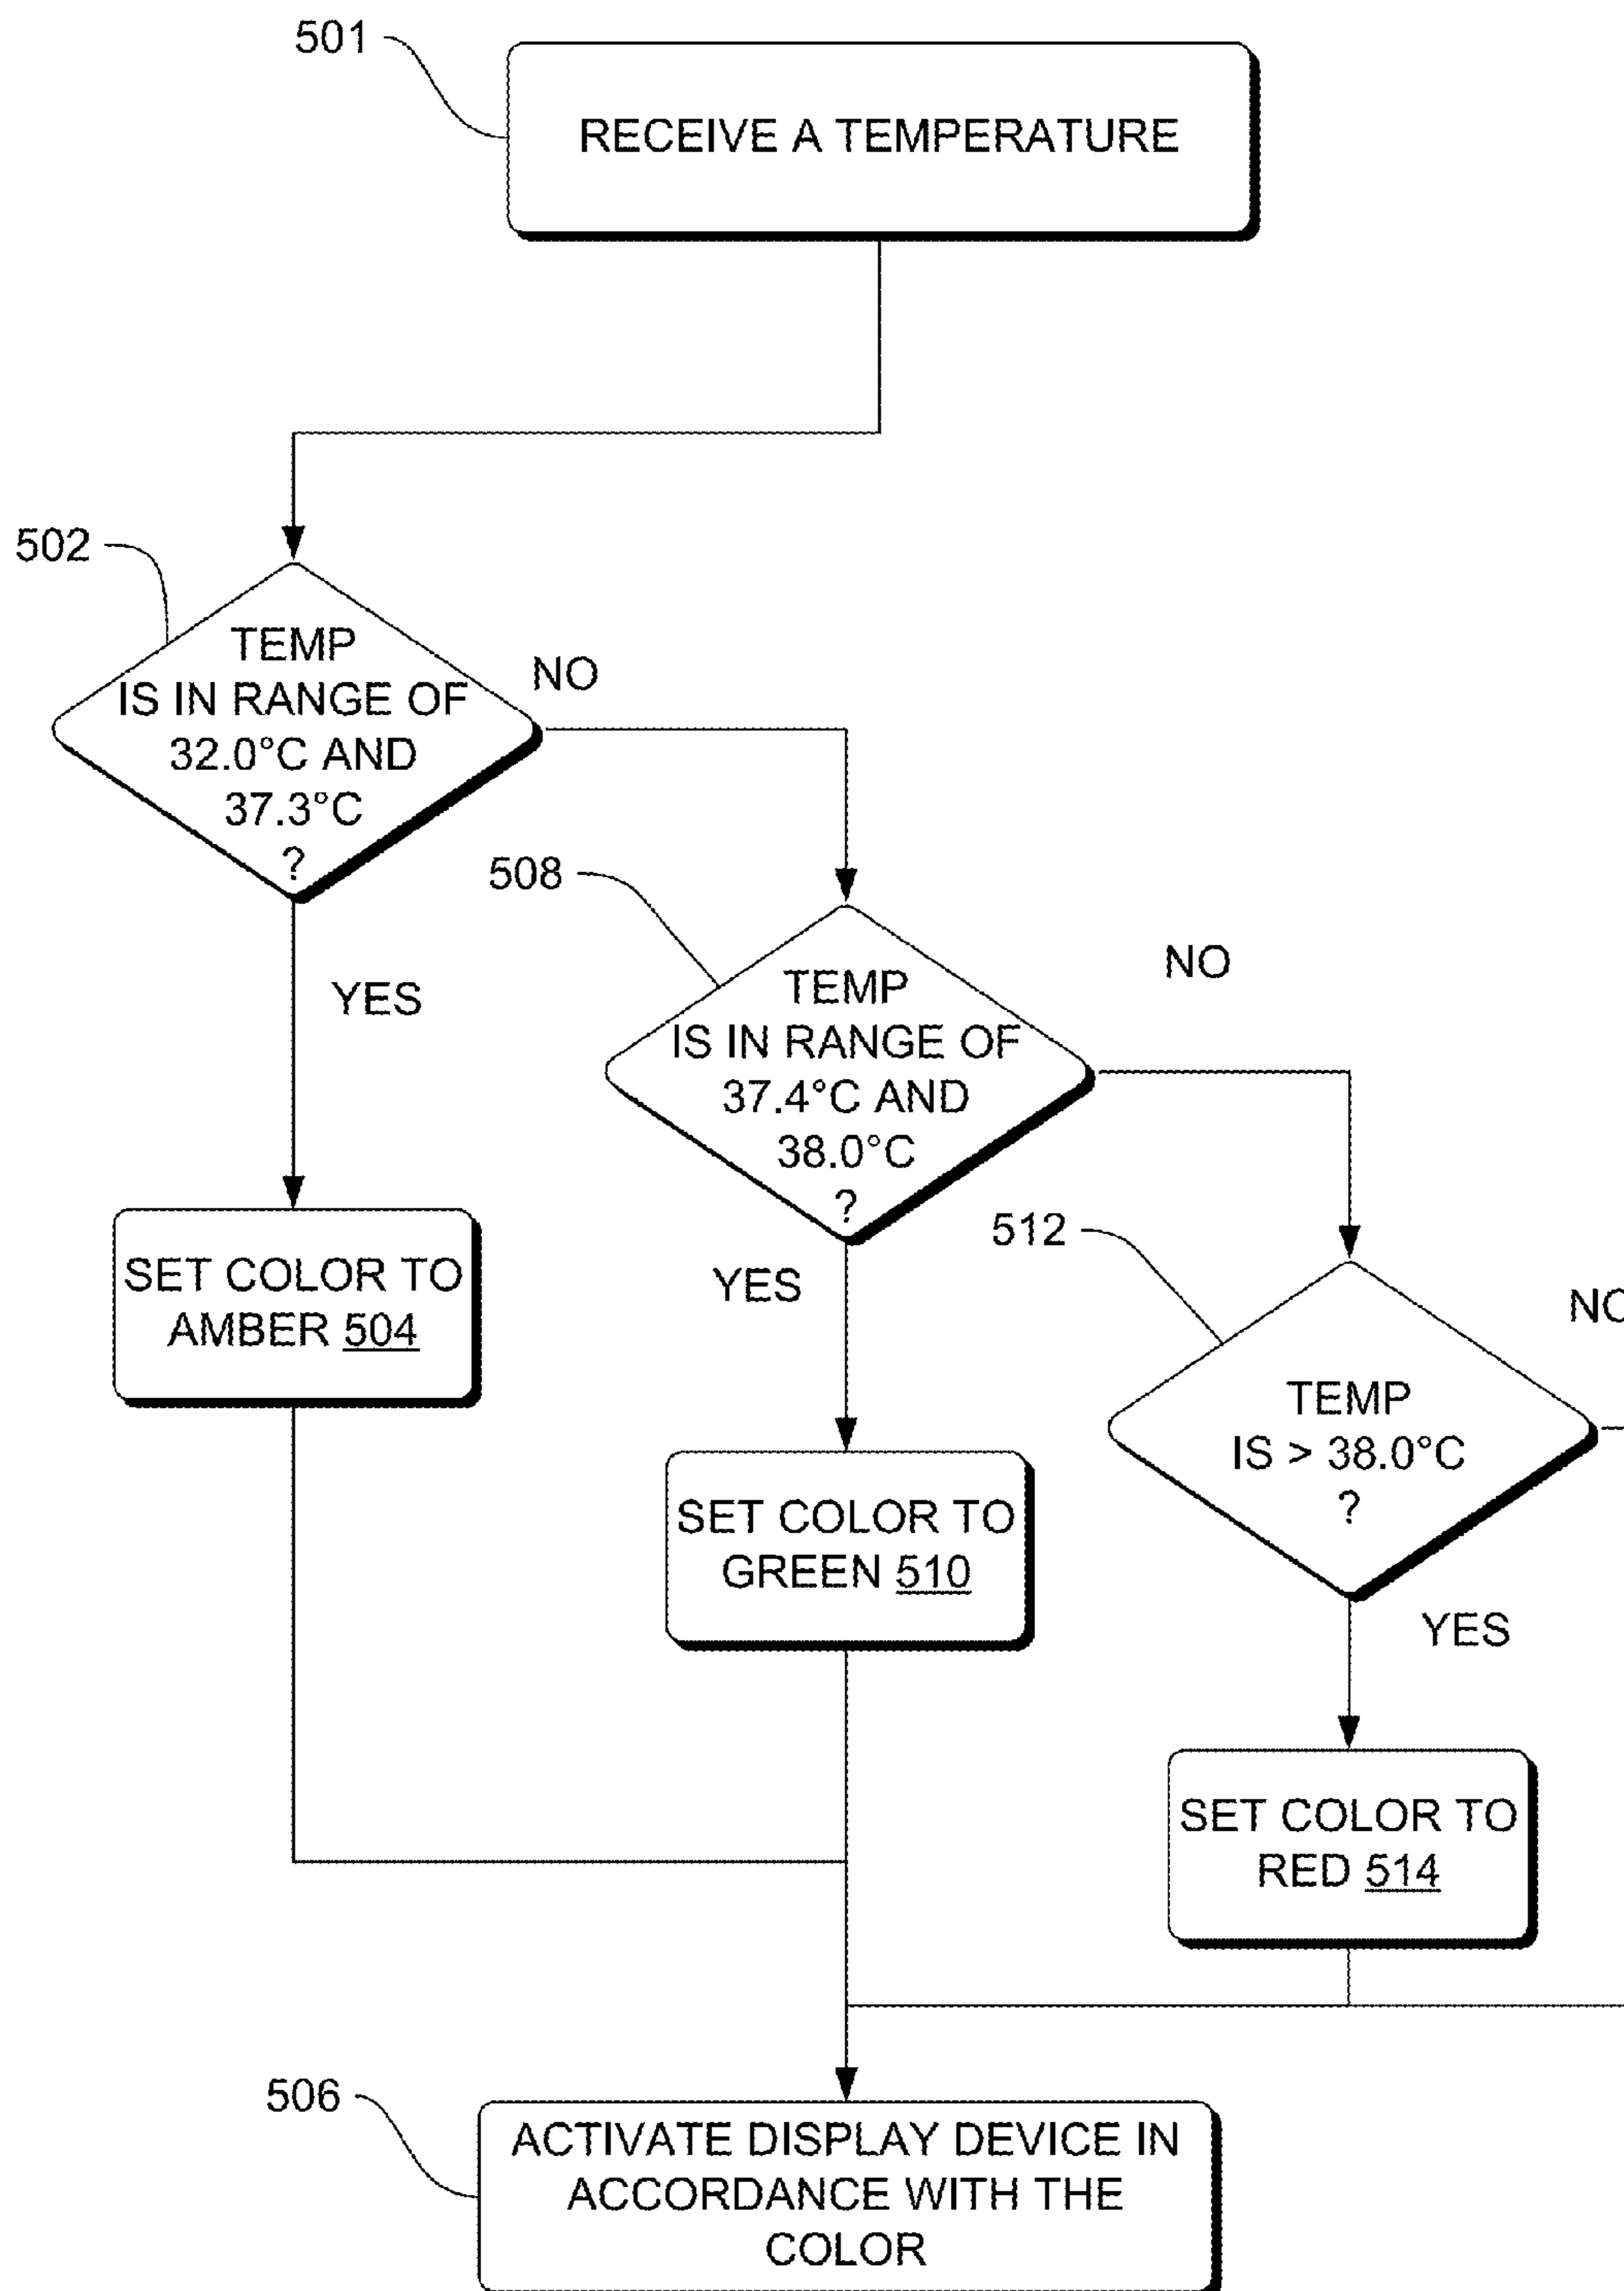 501
RECEIVE A TEMPERATURE
502
TEMP
IS IN RANGE OF
32.0°C AND
37.3°C
?
NO
YES
508
TEMP
IS IN RANGE OF
37.4°C AND
38.0°C
?
NO
YES
SET COLOR TO
AMBER 504
512
TEMP
IS > 38.0°C
?
NO
YES
SET COLOR TO
GREEN 510
SET COLOR TO
RED 514
506
ACTIVATE DISPLAY DEVICE IN
ACCORDANCE WITH THE
COLOR